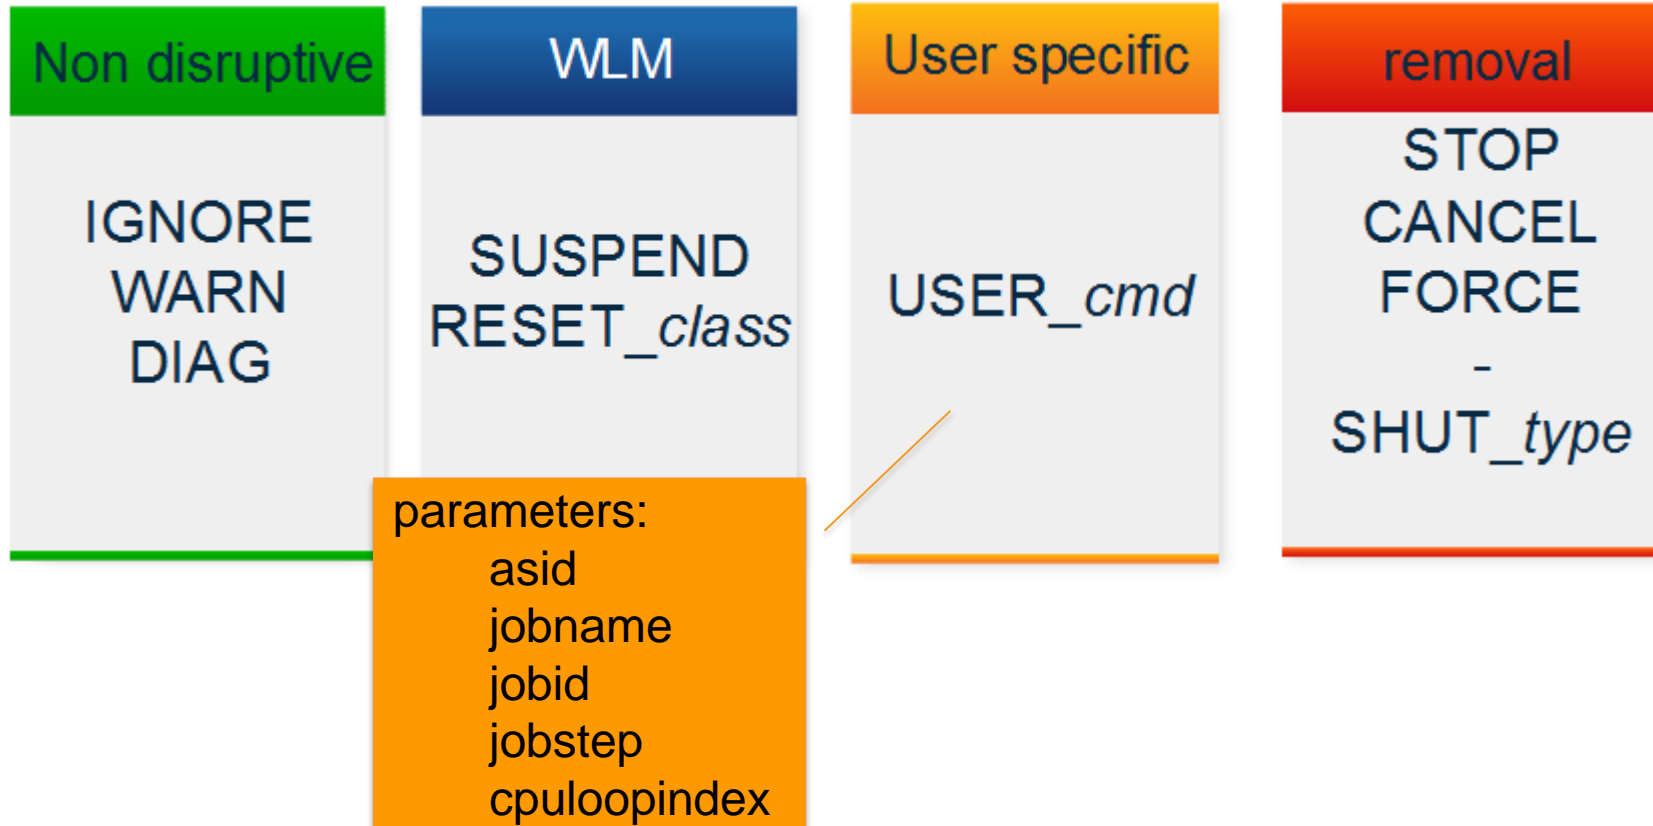 Non disruptive
IGNORE
WARN
DIAG
WLM
SUSPEND
RESET_class
User specific
USER_cmd
removal
STOP
CANCEL
FORCE
-
SHUT_type
parameters:
asid
jobname
jobid
jobstep
cpuloopindex